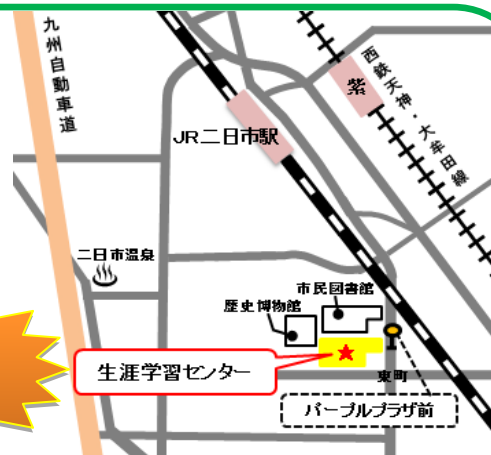 九州自動車道
紫
西鉄天神・大牟田線
JR二日市駅
二日市温泉
市民図書館
歴史博物館
生涯学習センター
東町
パープルプラザ前